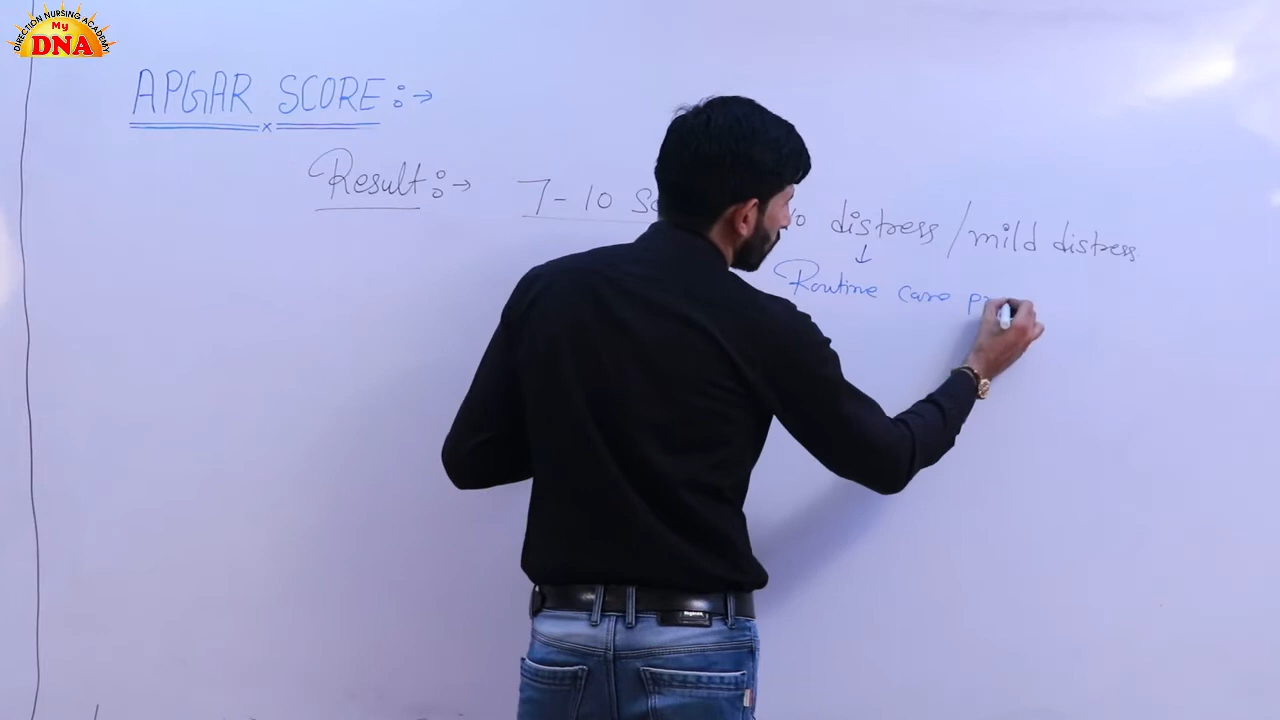 DIRECTION NURSING ACADEMY
My
DNA
APGAR SCORE :→
Result :→ 7-10 distress / mild distress
↓
Routine care